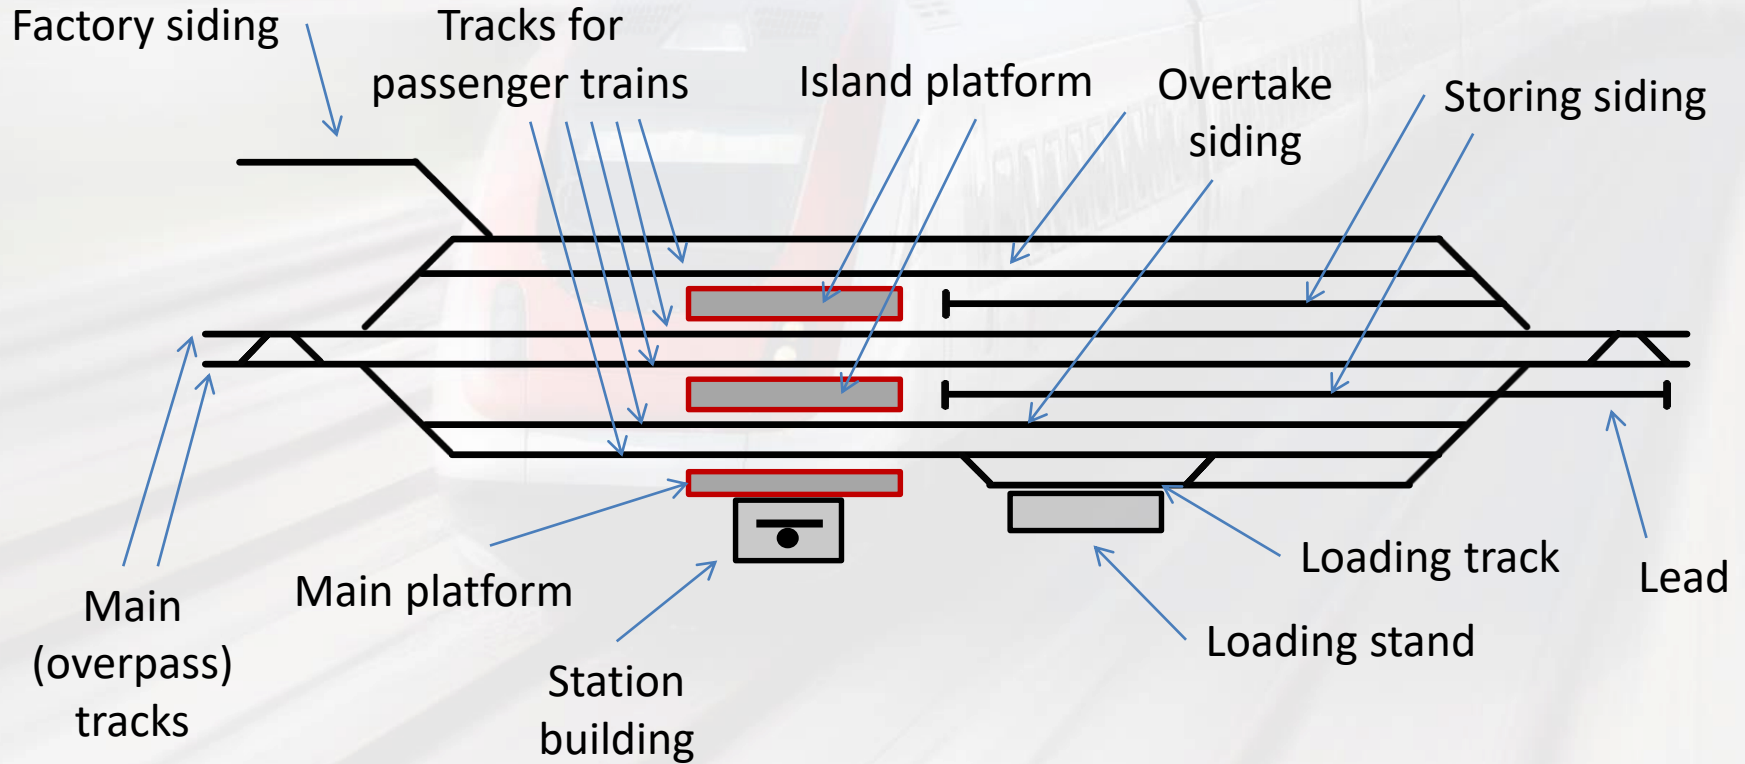 Factory siding
Tracks for
passenger trains
Island platform
Overtake
siding
Storing siding
Main
(overpass)
tracks
Main platform
Station
building
Loading track
Loading stand
Lead